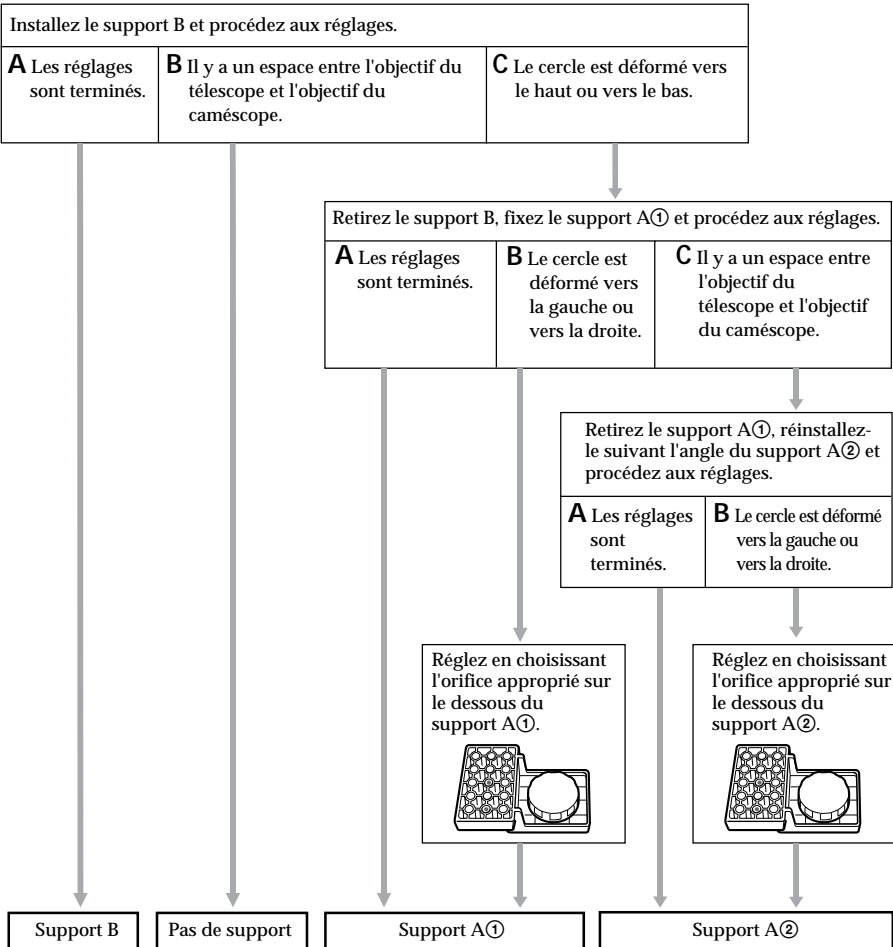 Installez le support B et procédez aux réglages.
A Les réglages
sont terminés.
B Il y a un espace entre l'objectif du
télescope et l'objectif du
caméscope.
C Le cercle est déformé vers
le haut ou vers le bas.
Retirez le support B, fixez le support A① et procédez aux réglages.
A Les réglages
sont terminés.
B Le cercle est
déformé vers
la gauche ou
vers la droite.
C Il y a un espace entre
l'objectif du
télescope et l'objectif
du caméscope.
Retirez le support A①, réinstallez-
le suivant l'angle du support A② et
procédez aux réglages.
A Les réglages
sont
terminés.
B Le cercle est déformé
vers la gauche ou
vers la droite.
Réglez en choisissant
l'orifice approprié sur
le dessous du
support A①.
Réglez en choisissant
l'orifice approprié sur
le dessous du
support A②.
Support B
Pas de support
Support A①
Support A②